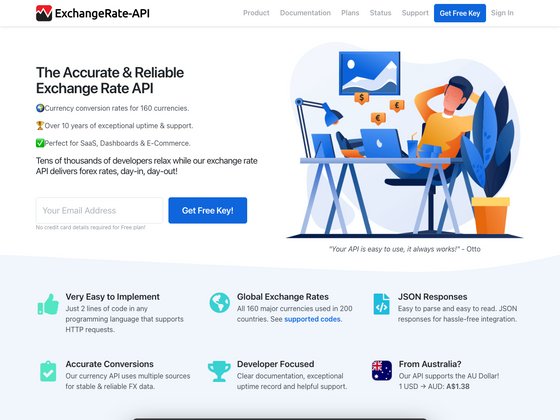 ExchangeRate-API
Product Documentation Plans Status Support Get Free Key Sign In
The Accurate & Reliable
Exchange Rate API
Currency conversion rates for 160 currencies.
Over 10 years of exceptional uptime & support.
Perfect for SaaS, Dashboards & E-Commerce.
Tens of thousands of developers relax while our exchange rate
API delivers forex rates, day-in, day-out!
Your Email Address
Get Free Key!
No credit card details required for Free plan!
$
€
£
"Your API is easy to use, it always works!" - Otto
Very Easy to Implement
Just 2 lines of code in any
programming language that supports
HTTP requests.
Global Exchange Rates
All 160 major currencies used in 200
countries. See supported codes.
JSON Responses
Easy to parse and easy to read. JSON
responses for hassle-free integration.
Accurate Conversions
Our currency API uses multiple sources
for stable & reliable FX data.
Developer Focused
Clear documentation, exceptional
uptime record and helpful support.
From Australia?
Our API supports the AU Dollar!
1 USD → AUD: A$1.38